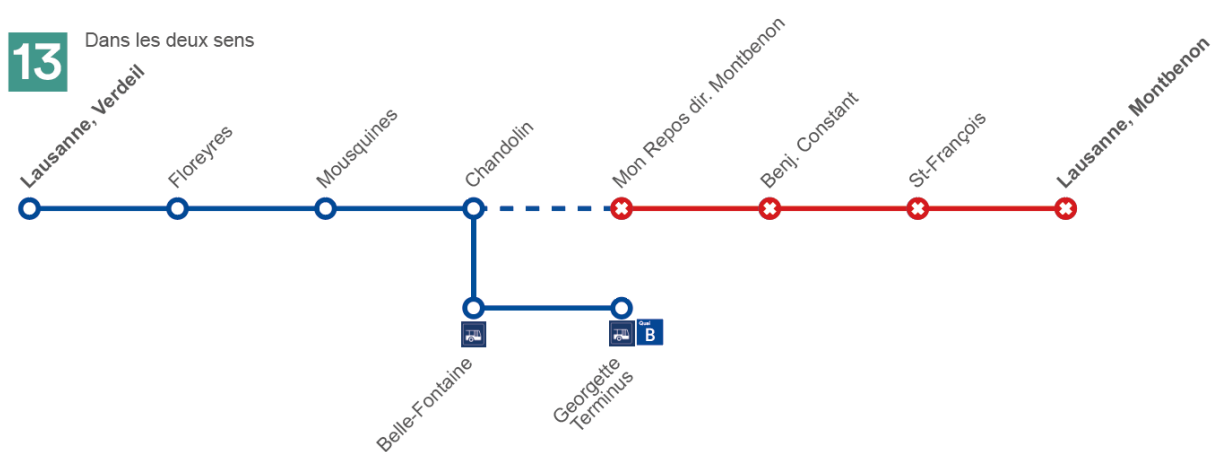 13
Dans les deux sens
Lausanne, Verdeil
Floreyres
Mousquines
Chandolin
Mon Repos dir. Montbenon
Benj. Constant
St-François
Lausanne, Montbenon
Belle-Fontaine
Georgette
Terminus
Quai
B